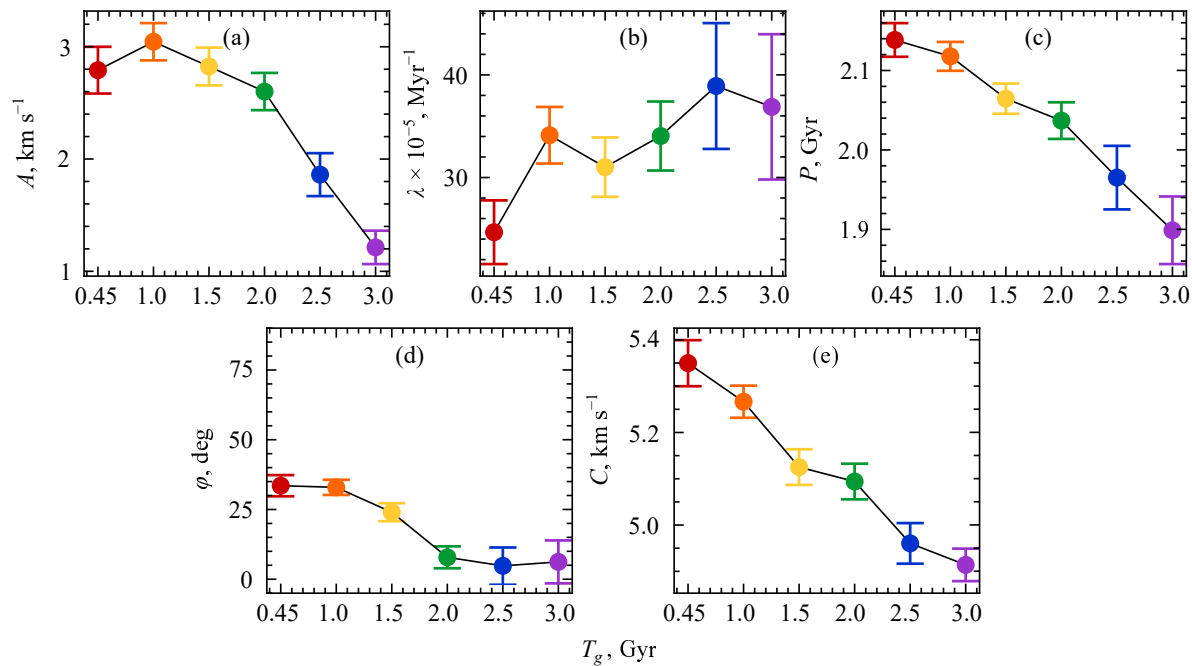 (a)
3
2
1
A, km s⁻¹
0.45 1.0 1.5 2.0 2.5 3.0
(b)
40
30
λ × 10⁻⁵, Myr⁻¹
0.45 1.0 1.5 2.0 2.5 3.0
(c)
2.1
2.0
1.9
P, Gyr
0.45 1.0 1.5 2.0 2.5 3.0
(d)
75
50
25
0
φ, deg
0.45 1.0 1.5 2.0 2.5 3.0
(e)
5.4
5.2
5.0
C, km s⁻¹
0.45 1.0 1.5 2.0 2.5 3.0
T_g, Gyr